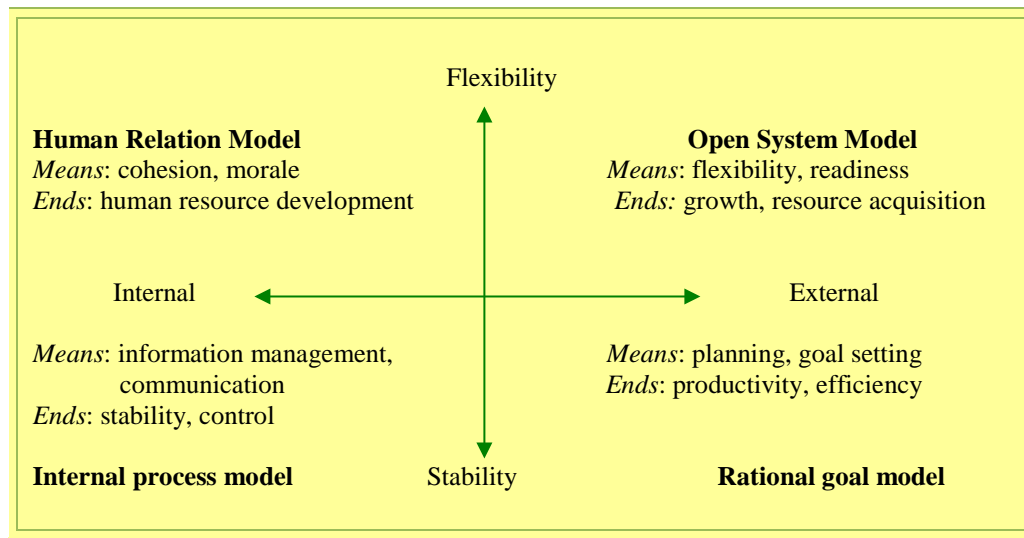 Flexibility
Human Relation Model
Means: cohesion, morale
Ends: human resource development
Open System Model
Means: flexibility, readiness
Ends: growth, resource acquisition
Internal
External
Means: information management,
communication
Ends: stability, control
Internal process model
Means: planning, goal setting
Ends: productivity, efficiency
Rational goal model
Stability